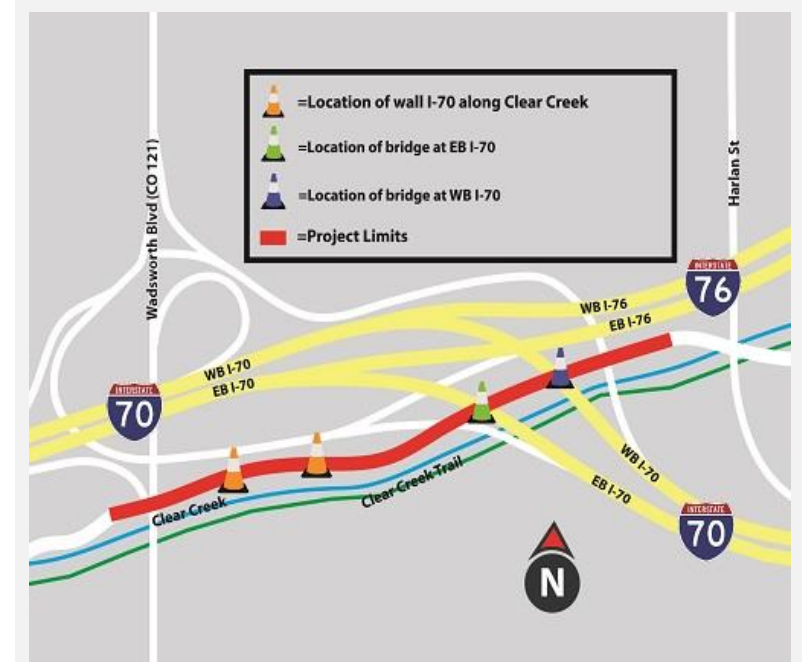 =Location of wall I-70 along Clear Creek
=Location of bridge at EB I-70
=Location of bridge at WB I-70
=Project Limits
Wadsworth Blvd (CO 121)
Harlan St
INTERSTATE
76
WB I-76
EB I-76
WB I-70
EB I-70
INTERSTATE
70
WB I-70
EB I-70
Clear Creek Trail
Clear Creek
INTERSTATE
70
N